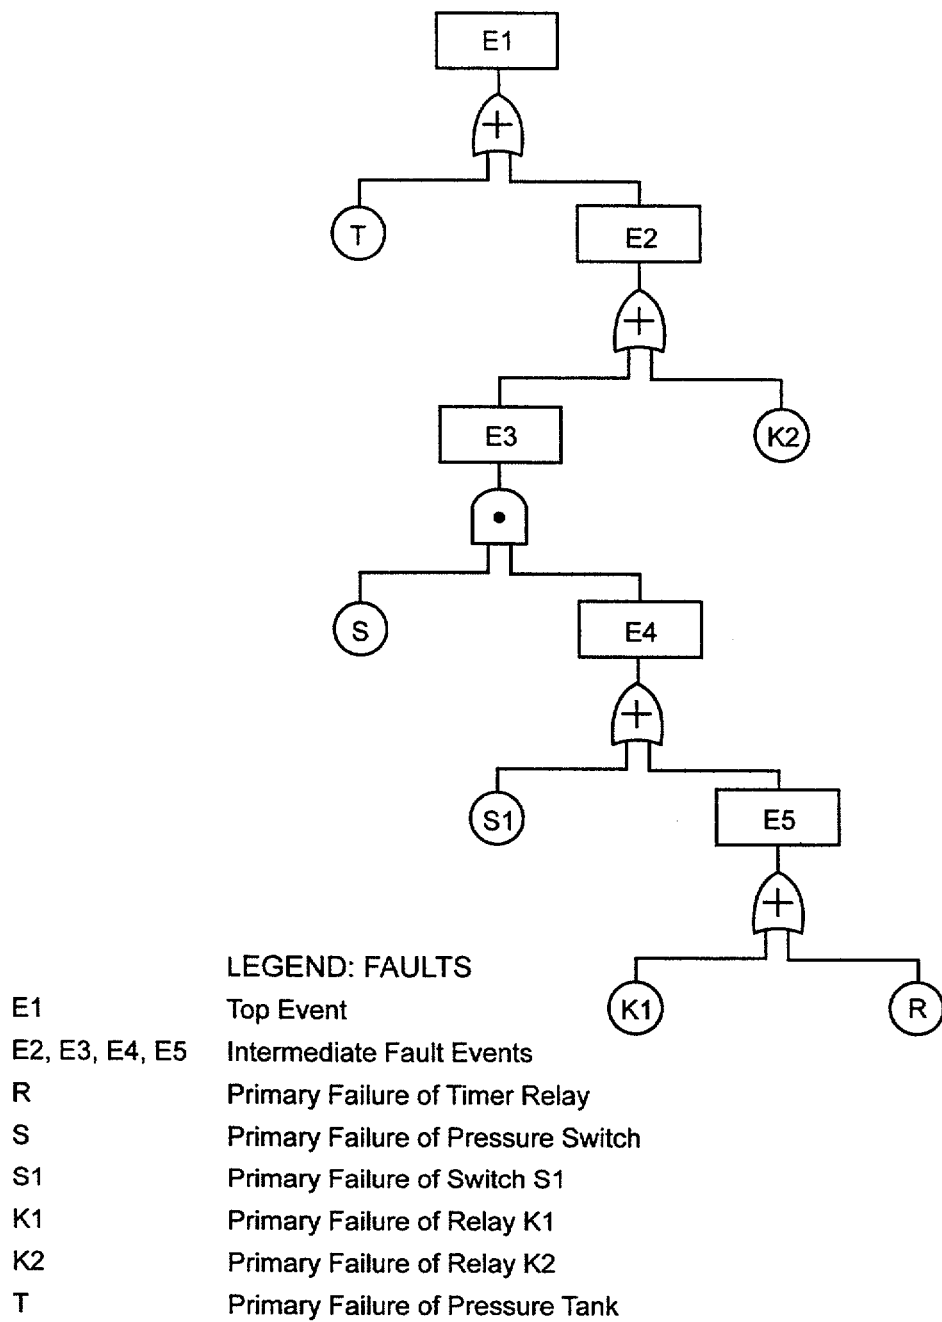 E1
+
T
E2
+
E3
K2
S
E4
+
S1
E5
+
K1
R
LEGEND: FAULTS
E1 Top Event
E2, E3, E4, E5 Intermediate Fault Events
R Primary Failure of Timer Relay
S Primary Failure of Pressure Switch
S1 Primary Failure of Switch S1
K1 Primary Failure of Relay K1
K2 Primary Failure of Relay K2
T Primary Failure of Pressure Tank